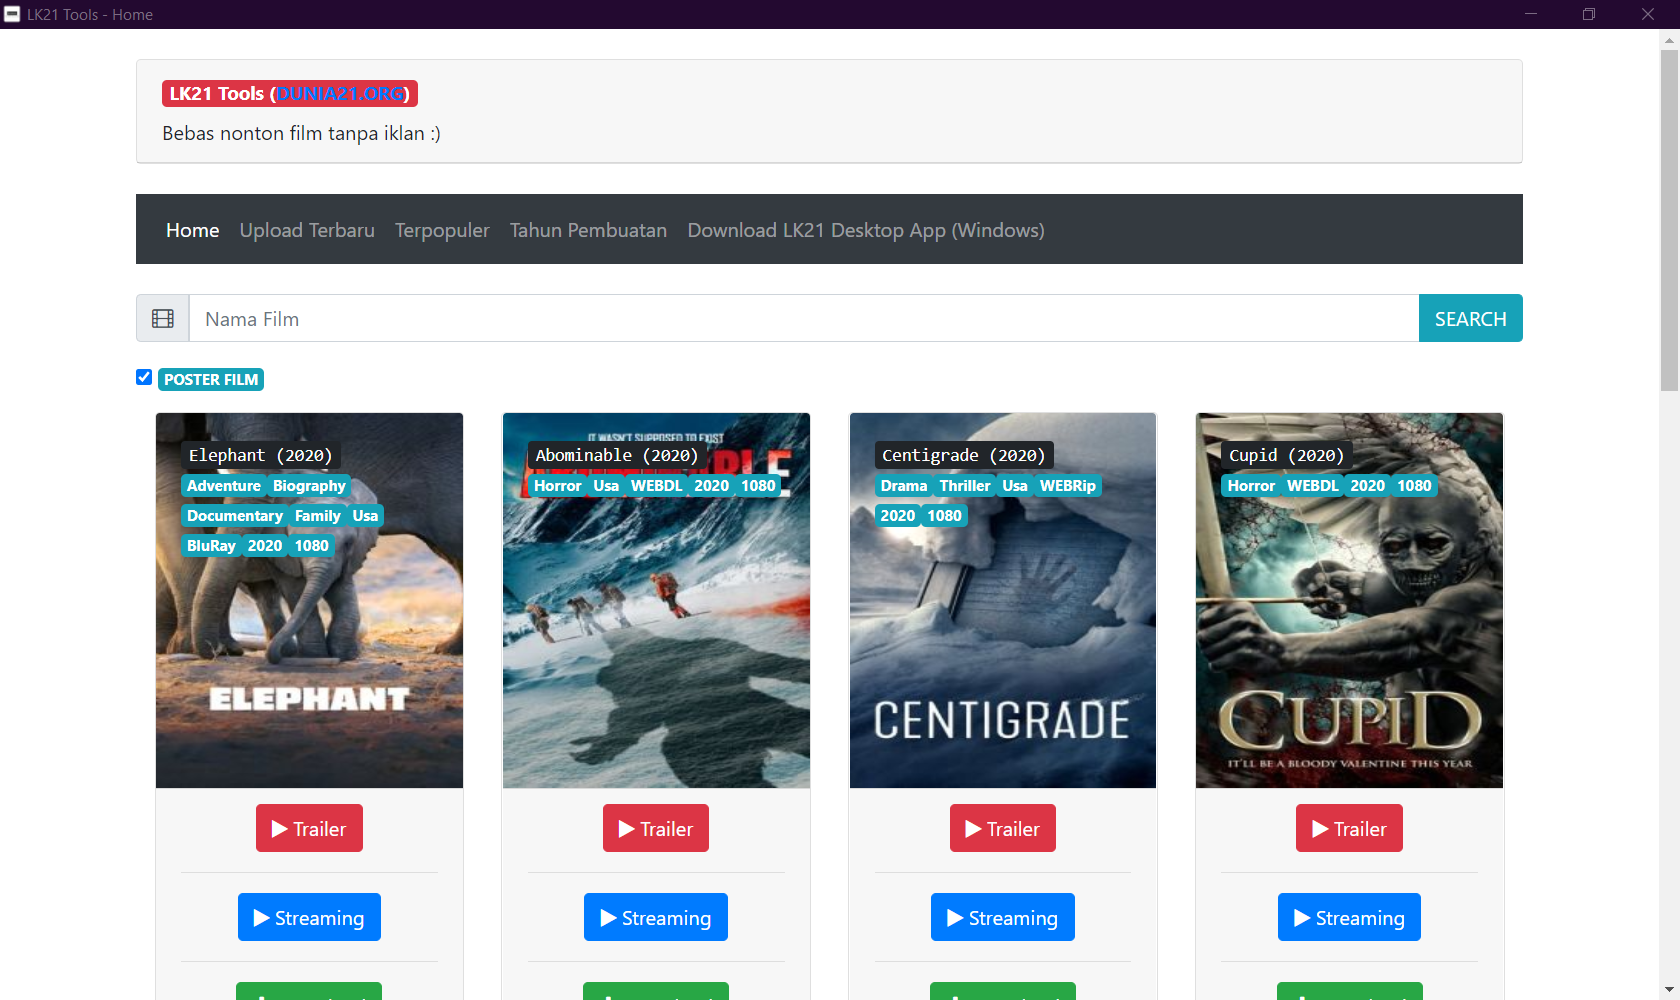 LK21 Tools - Home
LK21 Tools (DUNIA21.ORG)
Bebas nonton film tanpa iklan :)
Home Upload Terbaru Terpopuler Tahun Pembuatan Download LK21 Desktop App (Windows)
Nama Film SEARCH
POSTER FILM
Elephant (2020)
Adventure Biography
Documentary Family Usa
BluRay 2020 1080
ELEPHANT
IT WASN'T SUPPOSED TO EXIST
Abominable (2020)
Horror Usa WEBDL 2020 1080
Centigrade (2020)
Drama Thriller Usa WEBRip
2020 1080
CENTIGRADE
Cupid (2020)
Horror WEBDL 2020 1080
CUPID
IT'LL BE A BLOODY VALENTINE THIS YEAR
Trailer Trailer Trailer Trailer
Streaming Streaming Streaming Streaming